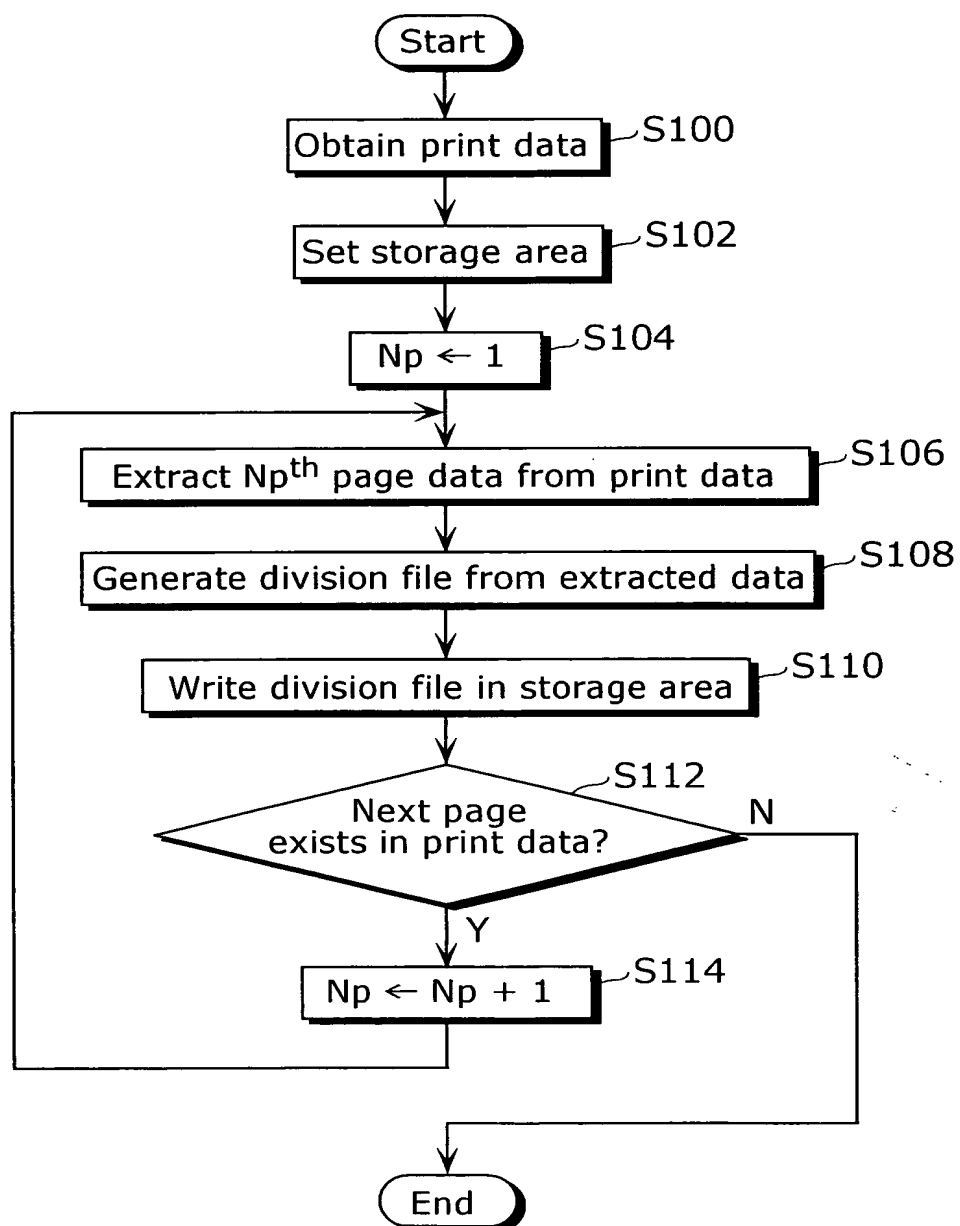 Start
Obtain print data
S100
Set storage area
S102
Np ← 1
S104
Extract Npth page data from print data
S106
Generate division file from extracted data
S108
Write division file in storage area
S110
Next page
exists in print data?
S112
N
Y
Np ← Np + 1
S114
End